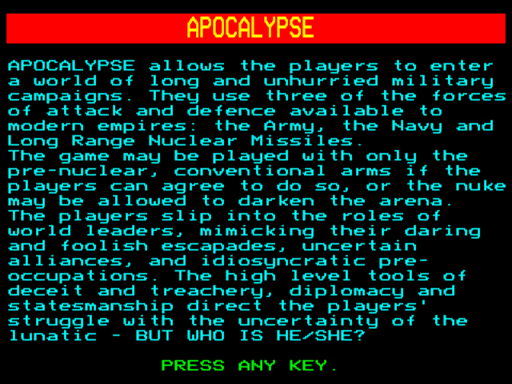 APOCALYPSE
APOCALYPSE allows the players to enter
a world of long and unhurried military
campaigns. They use three of the forces
of attack and defence available to
modern empires: the Army, the Navy and
Long Range Nuclear Missiles.
The game may be played with only the
pre-nuclear, conventional arms if the
players can agree to do so, or the nuke
may be allowed to darken the arena.
The players slip into the roles of
world leaders, mimicking their daring
and foolish escapades, uncertain
alliances, and idiosyncratic pre-
occupations. The high level tools of
deceit and treachery, diplomacy and
statesmanship direct the players'
struggle with the uncertainty of the
lunatic - BUT WHO IS HE/SHE?
PRESS ANY KEY.